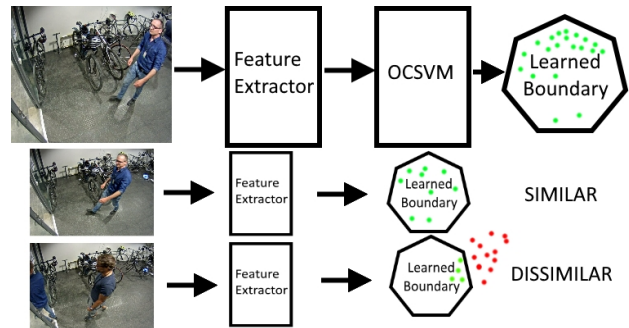 Feature
Extractor
OCSVM
Learned
Boundary
Feature
Extractor
Learned
Boundary
SIMILAR
Feature
Extractor
Learned
Boundary
DISSIMILAR